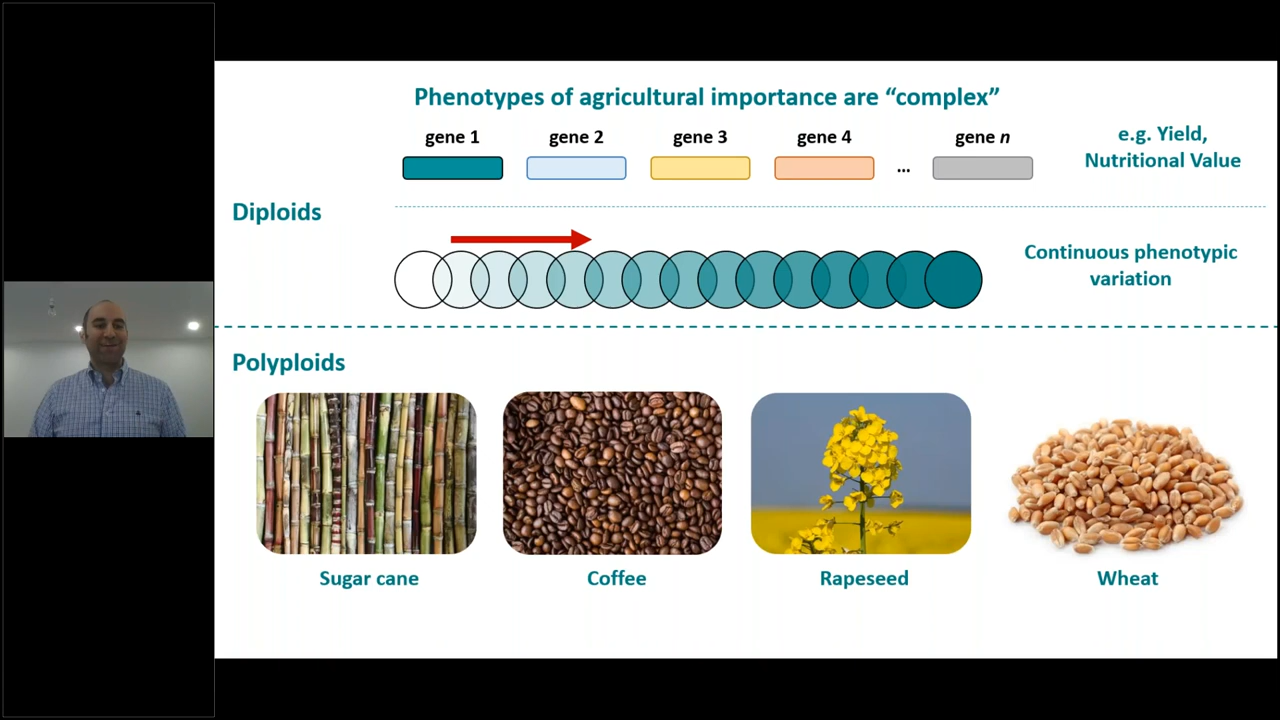 Phenotypes of agricultural importance are “complex”
gene 1
gene 2
gene 3
gene 4
...
gene n
e.g. Yield,
Nutritional Value
Diploids
Continuous phenotypic
variation
Polyploids
Sugar cane
Coffee
Rapeseed
Wheat